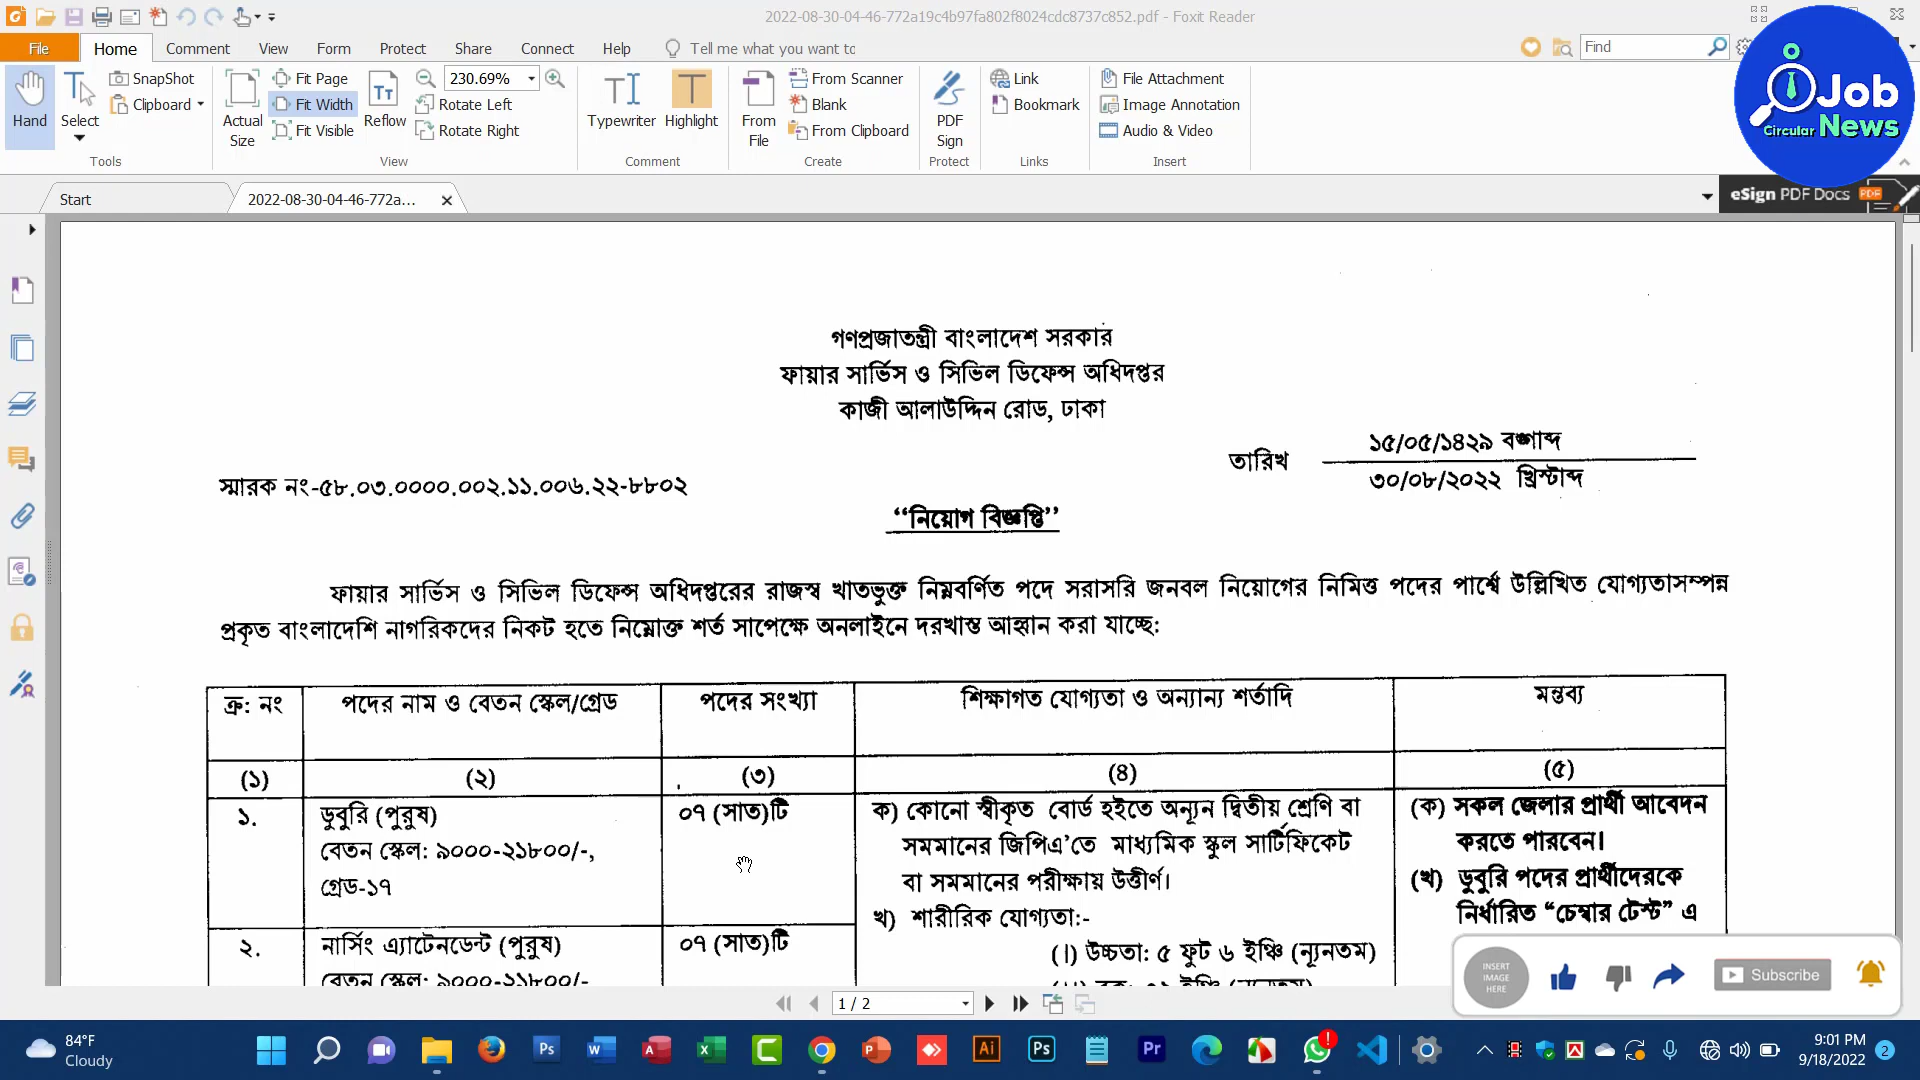 2022-08-30-04-46-772a19c4b97fa802f8024cdc8737c852.pdf - Foxit Reader
File Home Comment View Form Protect Share Connect Help Tell me what you want to Find
Hand
Select
SnapShot
Clipboard
Tools
Actual Size
Fit Page
Fit Width
Fit Visible
Reflow
230.69%
Rotate Left
Rotate Right
View
Typewriter
Highlight
Comment
From File
From Scanner
Blank
From Clipboard
Create
PDF Sign
Protect
Link
Bookmark
Links
File Attachment
Image Annotation
Audio & Video
Insert
Job
Circular News
Start
2022-08-30-04-46-772a...
eSign PDF Docs PDF
গণপ্রজাতন্ত্রী বাংলাদেশ সরকার
ফায়ার সার্ভিস ও সিভিল ডিফেন্স অধিদপ্তর
কাজী আলাউদ্দিন রোড, ঢাকা
তারিখ
১৫/০৫/১৪২৯ বঙ্গাব্দ
৩০/০৮/২০২২ খ্রিস্টাব্দ
স্মারক নং-৫৮.০৩.০০০০.০০২.১১.০০৬.২২-৮৮০২
‘‘নিয়োগ বিজ্ঞপ্তি’’
ফায়ার সার্ভিস ও সিভিল ডিফেন্স অধিদপ্তরের রাজস্ব খাতভুক্ত নিম্নবর্ণিত পদে সরাসরি জনবল নিয়োগের নিমিত্ত পদের পার্শ্বে উল্লিখিত যোগ্যতাসম্পন্ন
প্রকৃত বাংলাদেশি নাগরিকদের নিকট হতে নিম্নোক্ত শর্ত সাপেক্ষে অনলাইনে দরখাস্ত আহ্বান করা যাচ্ছে:
ক্র: নং পদের নাম ও বেতন স্কেল/গ্রেড পদের সংখ্যা শিক্ষাগত যোগ্যতা ও অন্যান্য শর্তাদি মন্তব্য
(১) (২) (৩) (৪) (৫)
১.
ডুবুরি (পুরুষ)
বেতন স্কেল: ৯০০০-২১৮০০/-,
গ্রেড-১৭
০৭ (সাত)টি
ক) কোনো স্বীকৃত বোর্ড হইতে অন্যূন দ্বিতীয় শ্রেণি বা
সমমানের জিপিএ’তে মাধ্যমিক স্কুল সার্টিফিকেট
বা সমমানের পরীক্ষায় উত্তীর্ণ।
খ) শারীরিক যোগ্যতা:-
(।) উচ্চতা: ৫ ফুট ৬ ইঞ্চি (ন্যূনতম)
(ক) সকল জেলার প্রার্থী আবেদন
করতে পারবেন।
(খ) ডুবুরি পদের প্রার্থীদেরকে
নির্ধারিত “চেম্বার টেস্ট” এ
২.
নার্সিং এ্যাটেনডেন্ট (পুরুষ)
বেতন স্কেল: ৯০০০-২১৮০০/-
০৭ (সাত)টি
INSERT IMAGE HERE
Subscribe
1 / 2
84°F
Cloudy
9:01 PM
9/18/2022
2